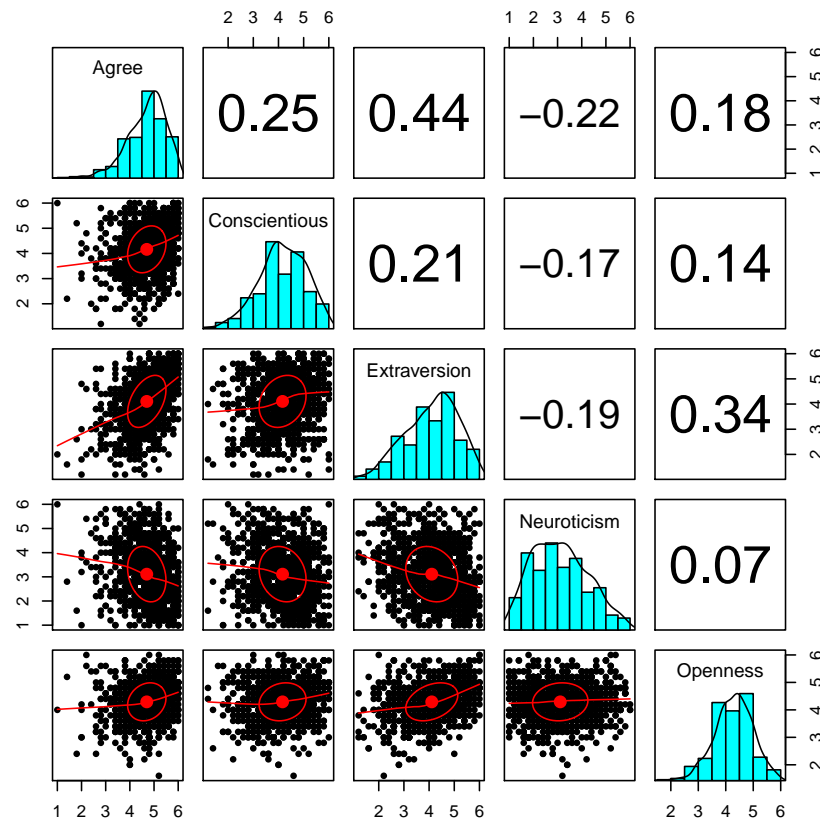 2 3 4 5 6
1 2 3 4 5 6
Agree
0.25
0.44
−0.22
0.18
1 2 3 4 5 6
2 3 4 5 6
Conscientious
0.21
−0.17
0.14
Extraversion
−0.19
0.34
2 3 4 5 6
1 2 3 4 5 6
Neuroticism
0.07
Openness
2 3 4 5 6
1 2 3 4 5 6
1 2 3 4 5 6
1 2 3 4 5 6